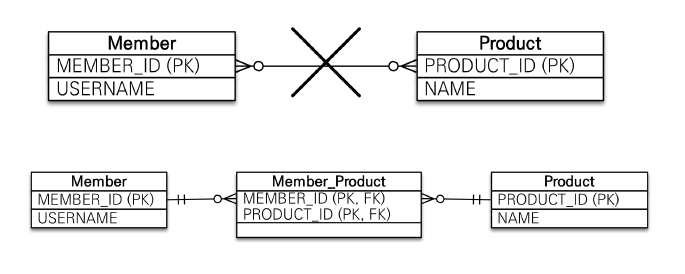 Member
MEMBER_ID (PK)
USERNAME
Product
PRODUCT_ID (PK)
NAME
Member
MEMBER_ID (PK)
USERNAME
Member_Product
MEMBER_ID (PK, FK)
PRODUCT_ID (PK, FK)
Product
PRODUCT_ID (PK)
NAME